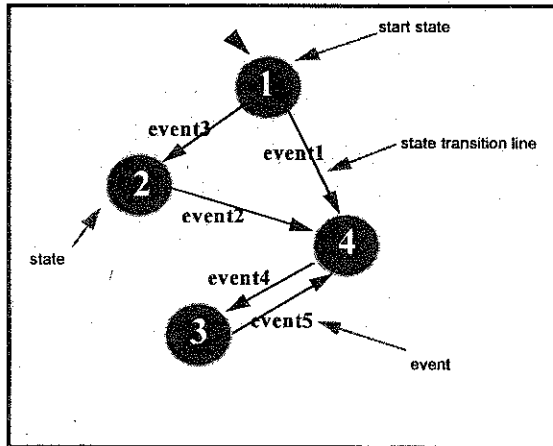 start state
1
event3
event1
state transition line
2
event2
4
state
event4
3
event5
event